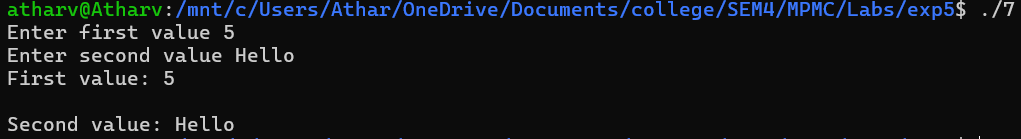 atharv@Atharv:/mnt/c/Users/Athar/OneDrive/Documents/college/SEM4/MPMC/Labs/exp5$ ./7
Enter first value 5
Enter second value Hello
First value: 5
Second value: Hello